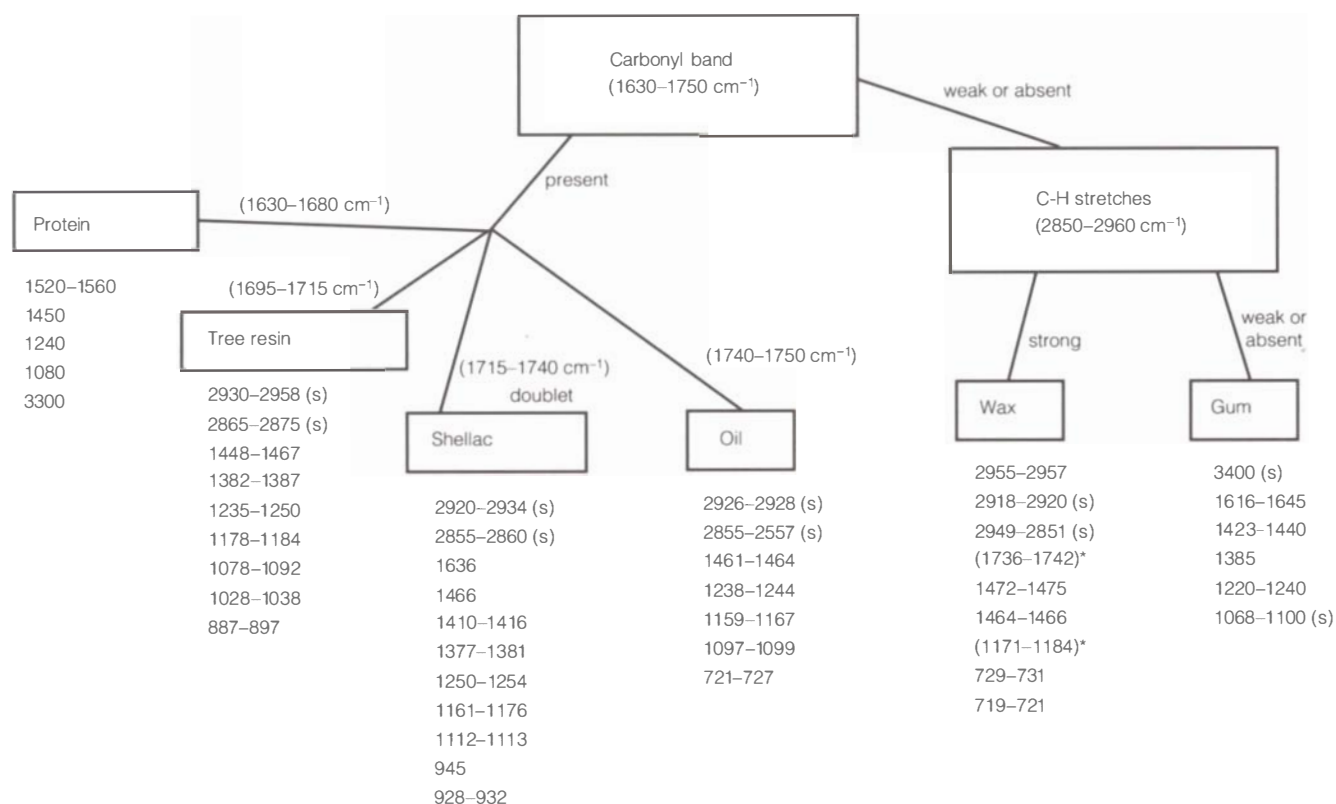 Carbonyl band
(1630–1750 cm⁻¹)
weak or absent
present
C-H stretches
(2850–2960 cm⁻¹)
(1630–1680 cm⁻¹)
Protein
1520–1560
1450
1240
1080
3300
(1695–1715 cm⁻¹)
Tree resin
2930–2958 (s)
2865–2875 (s)
1448–1467
1382–1387
1235–1250
1178–1184
1078–1092
1028–1038
887–897
(1715–1740 cm⁻¹)
doublet
Shellac
2920–2934 (s)
2855–2860 (s)
1636
1466
1410–1416
1377–1381
1250–1254
1161–1176
1112–1113
945
928–932
(1740–1750 cm⁻¹)
Oil
2926–2928 (s)
2855–2557 (s)
1461–1464
1238–1244
1159–1167
1097–1099
721–727
strong
Wax
2955–2957
2918–2920 (s)
2949–2851 (s)
(1736–1742)*
1472–1475
1464–1466
(1171–1184)*
729–731
719–721
weak or
absent
Gum
3400 (s)
1616–1645
1423–1440
1385
1220–1240
1068–1100 (s)